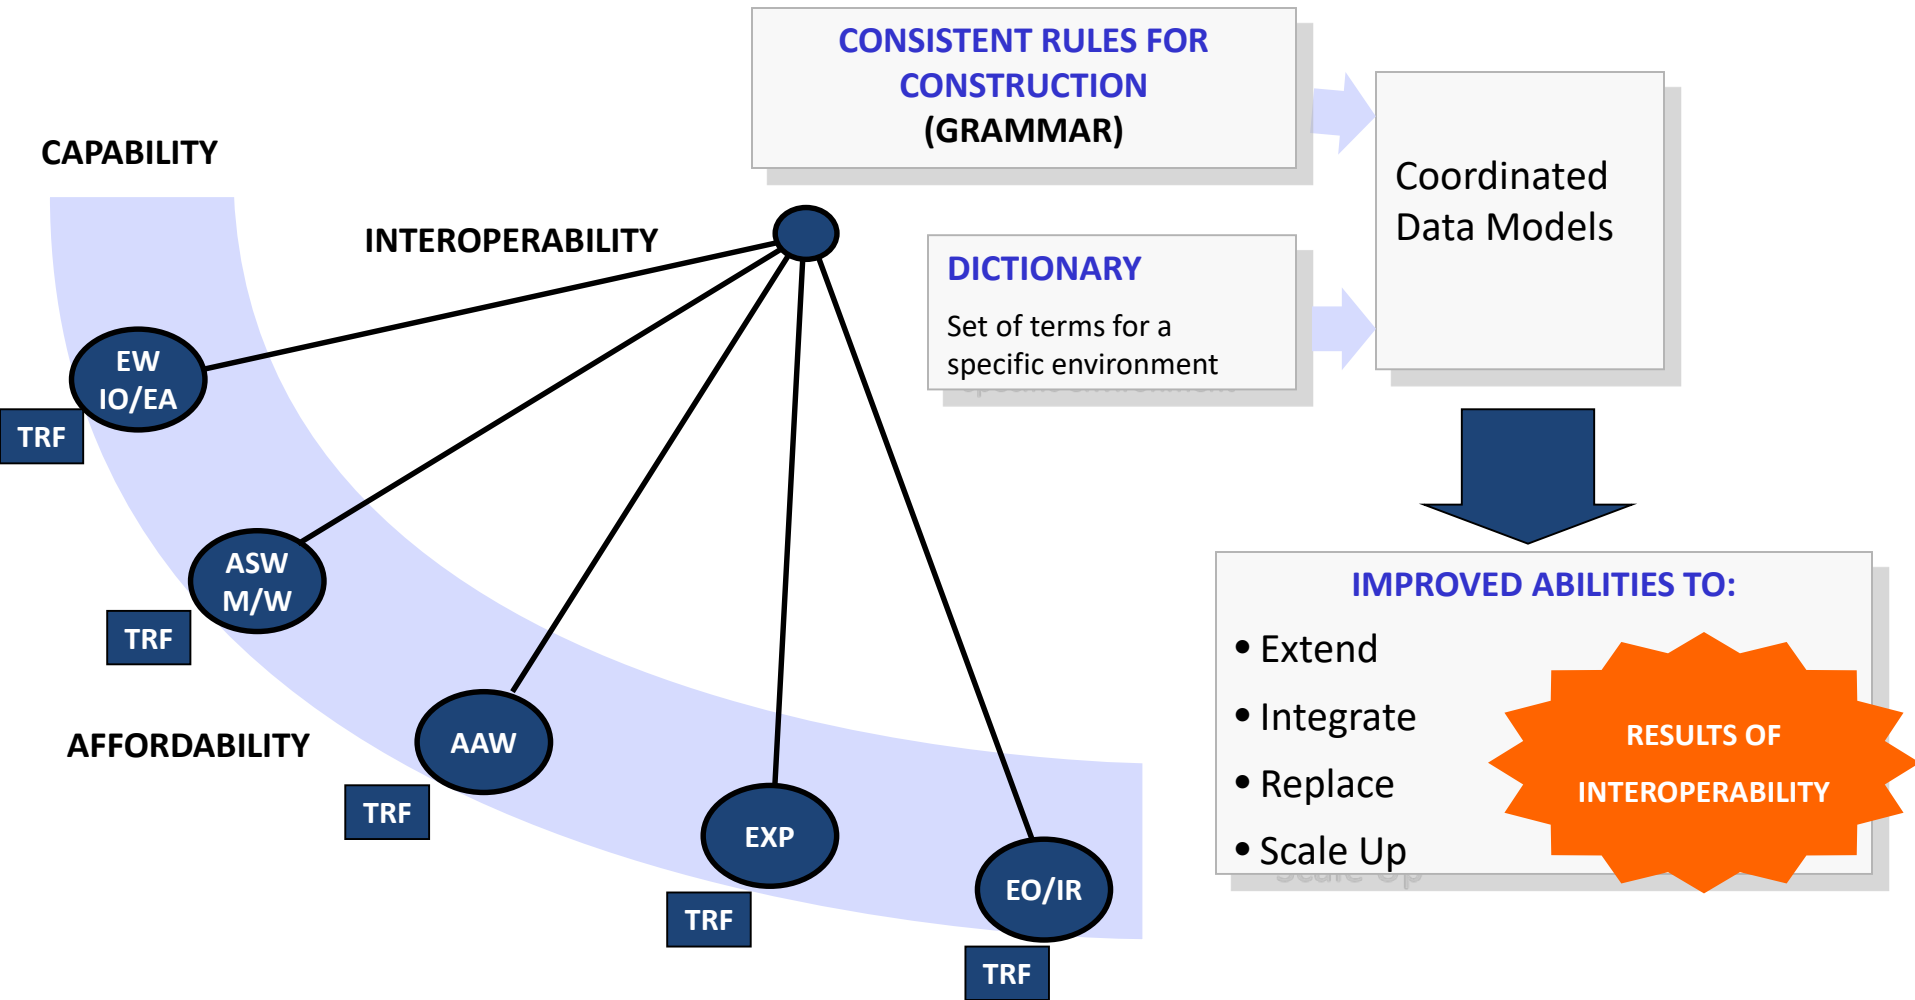 CONSISTENT RULES FOR
CONSTRUCTION
(GRAMMAR)
CAPABILITY
INTEROPERABILITY
Coordinated
Data Models
DICTIONARY
Set of terms for a
specific environment
EW
IO/EA
TRF
ASW
M/W
TRF
AFFORDABILITY
AAW
TRF
EXP
TRF
EO/IR
TRF
IMPROVED ABILITIES TO:
• Extend
• Integrate
• Replace
• Scale Up
RESULTS OF
INTEROPERABILITY